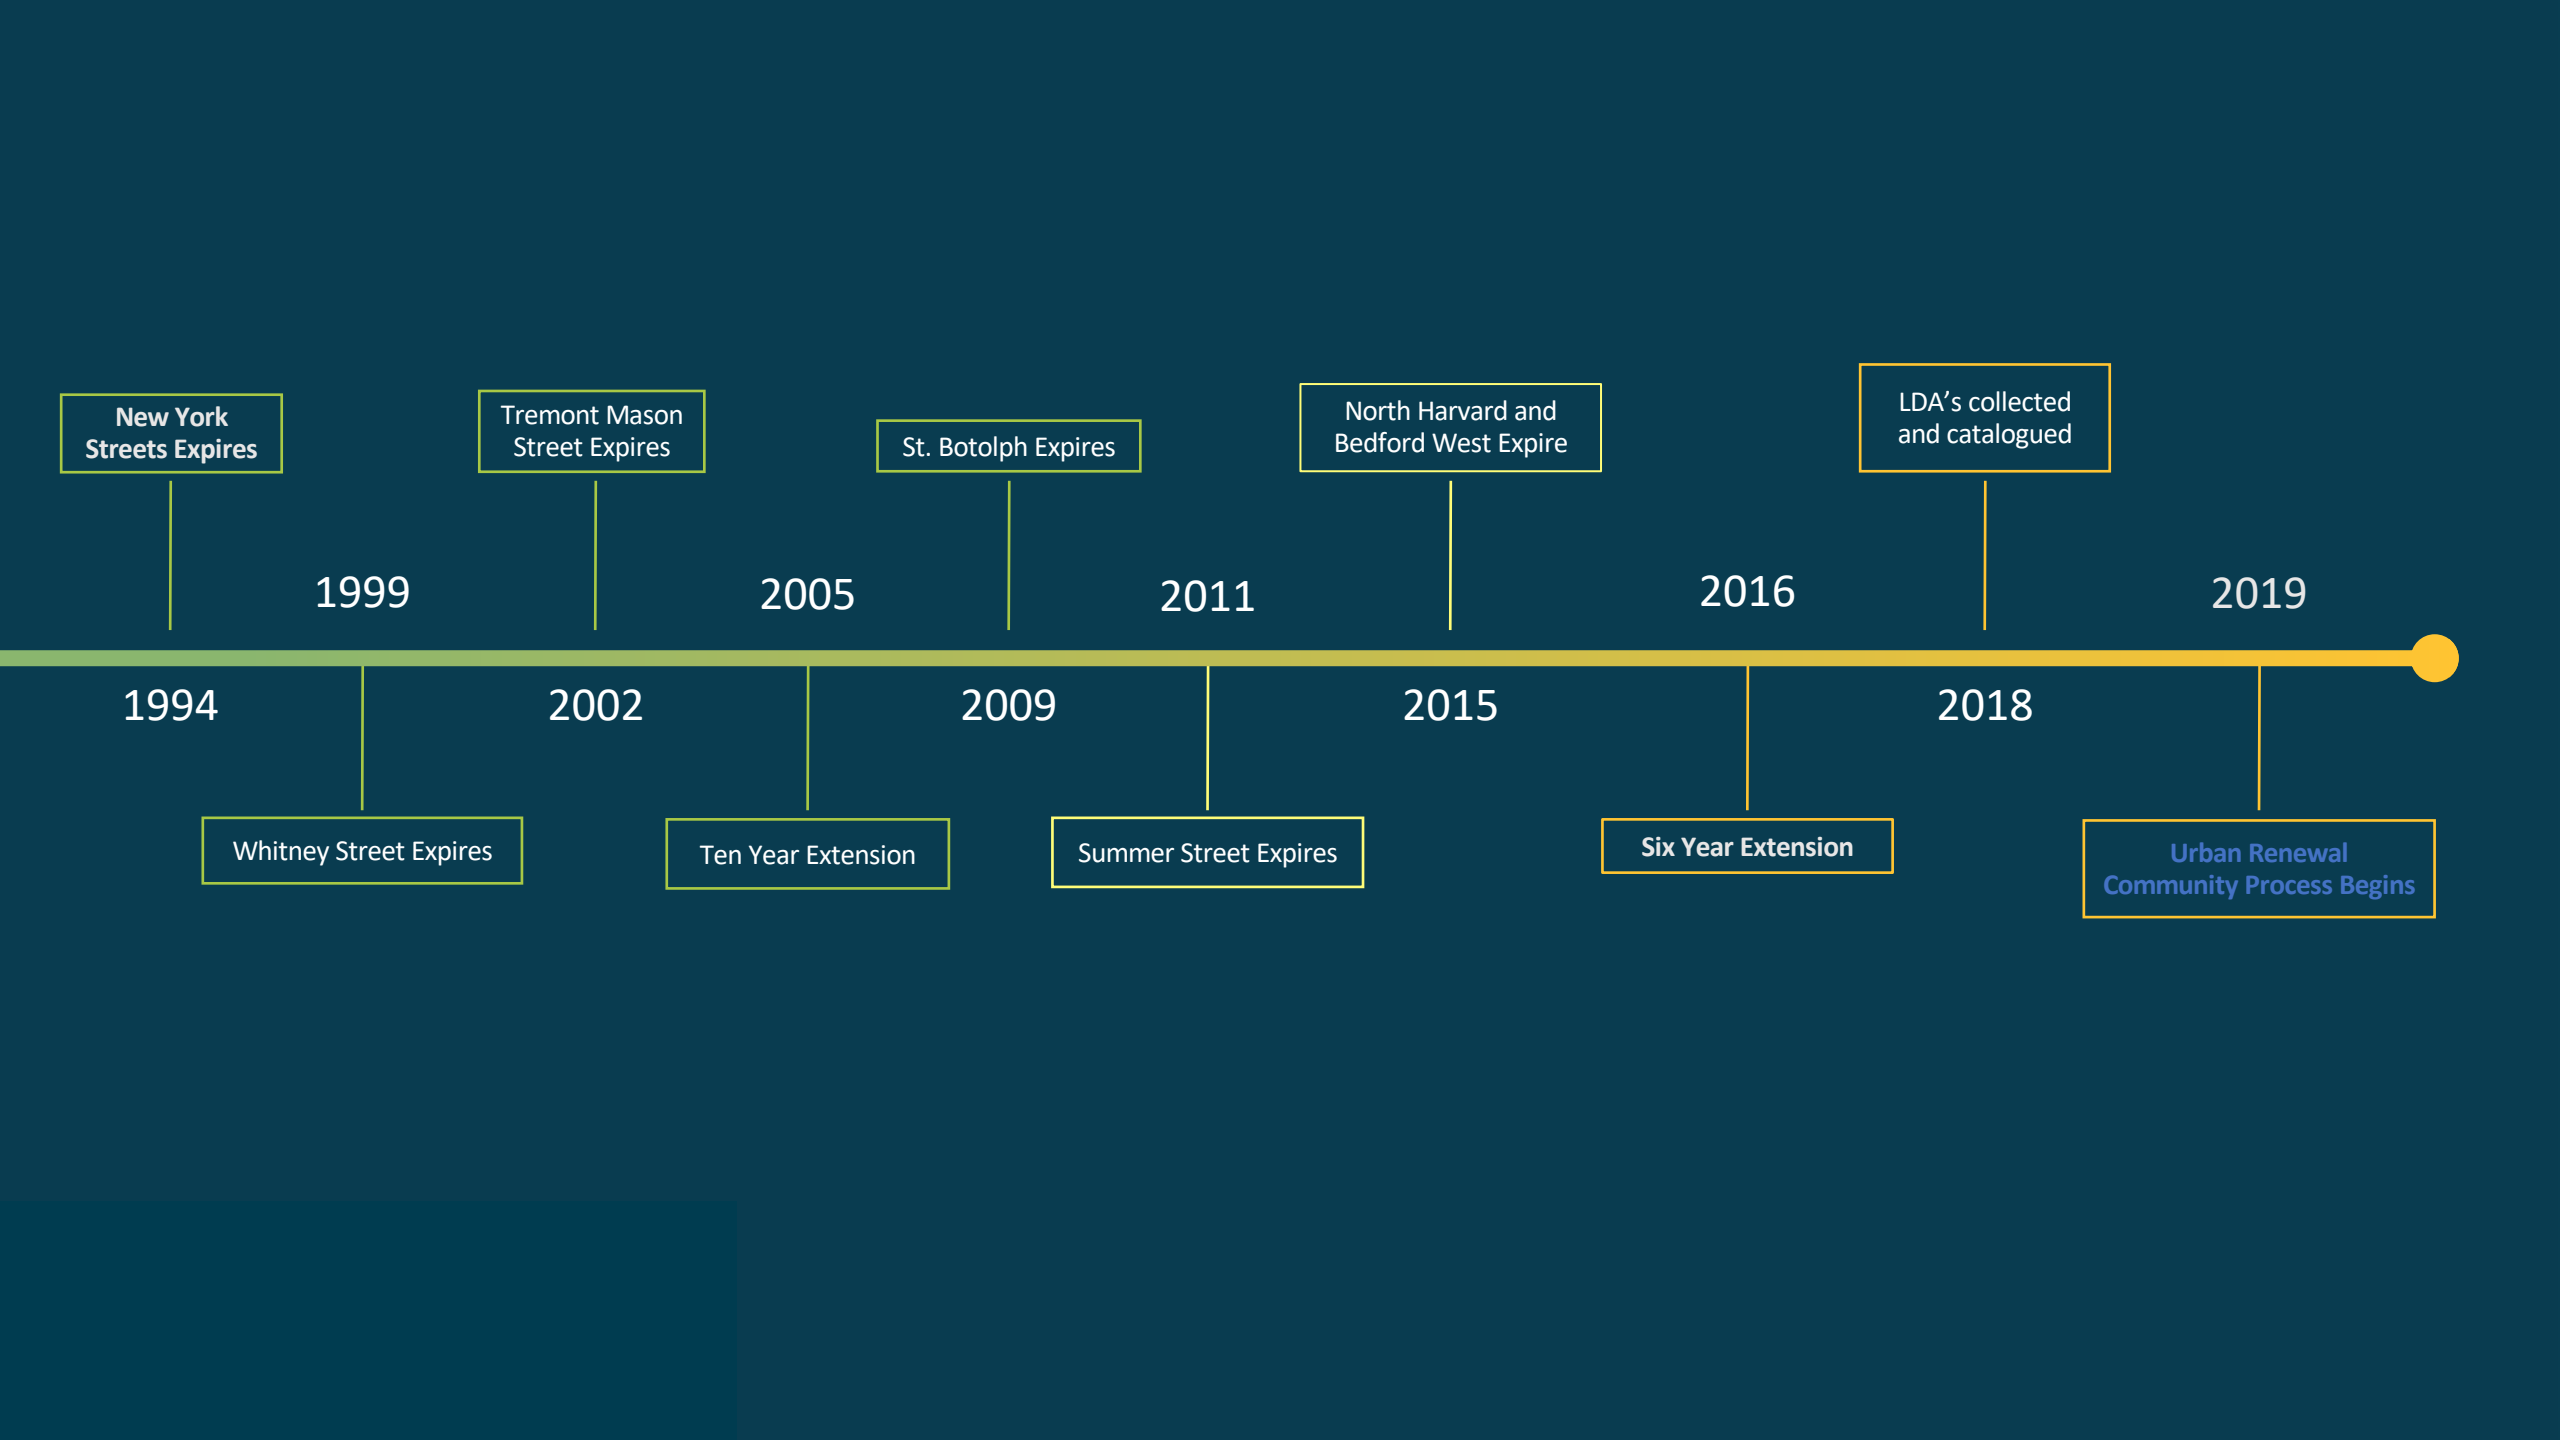 New York
Streets Expires
Tremont Mason
Street Expires
St. Botolph Expires
North Harvard and
Bedford West Expire
LDA’s collected
and catalogued
1999
2005
2011
2016
2019
1994
2002
2009
2015
2018
Whitney Street Expires
Ten Year Extension
Summer Street Expires
Six Year Extension
Urban Renewal
Community Process Begins